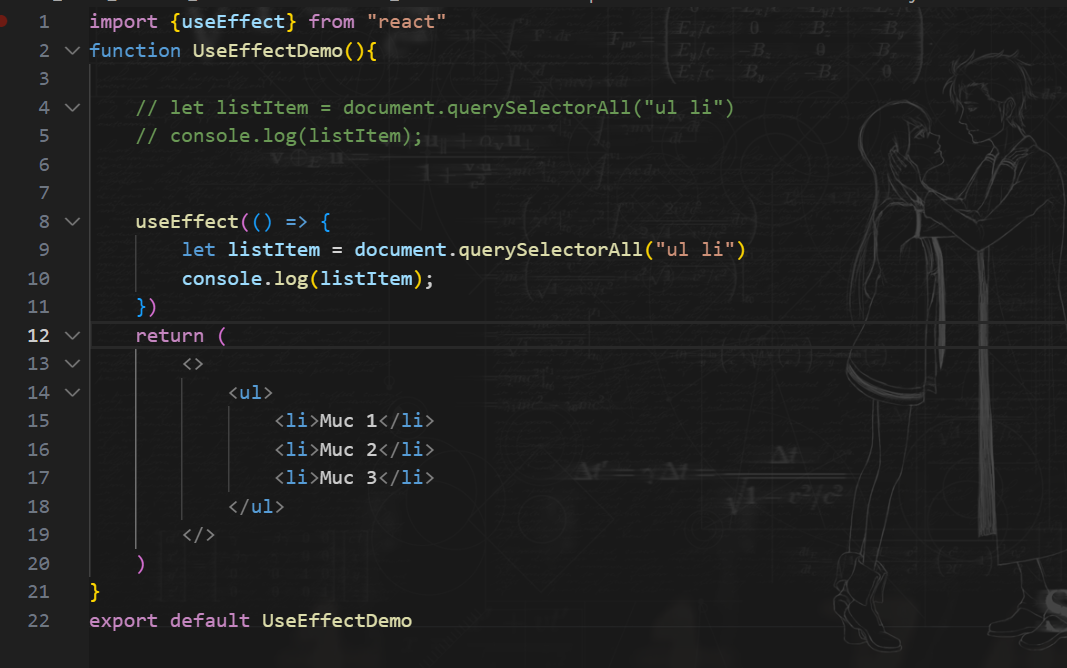 1 import {useEffect} from "react"
2 function UseEffectDemo(){
3
4 // let listItem = document.querySelectorAll("ul li")
5 // console.log(listItem);
6
7
8 useEffect(() => {
9 let listItem = document.querySelectorAll("ul li")
10 console.log(listItem);
11 })
12 return (
13 <>
14 <ul>
15 <li>Muc 1</li>
16 <li>Muc 2</li>
17 <li>Muc 3</li>
18 </ul>
19 </>
20 )
21 }
22 export default UseEffectDemo